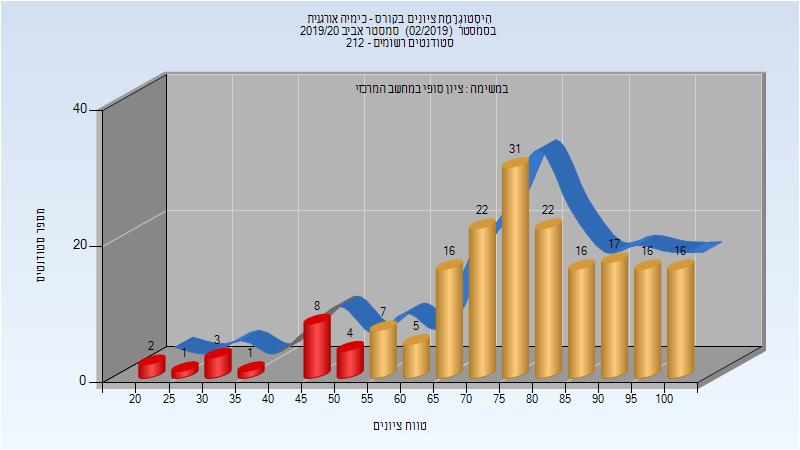 היסטוגרמת ציונים בקורס - כימיה אורגנית
בסמסטר (02/2019) סמסטר אביב 2019/20
סטודנטים רשומים - 212
במשימה : ציון סופי במחשב המרכזי
מספר סטודנטים
40
20
0
2
1
3
1
8
4
7
5
16
22
31
22
16
17
16
16
20 25 30 35 40 45 50 55 60 65 70 75 80 85 90 95 100
טווח ציונים